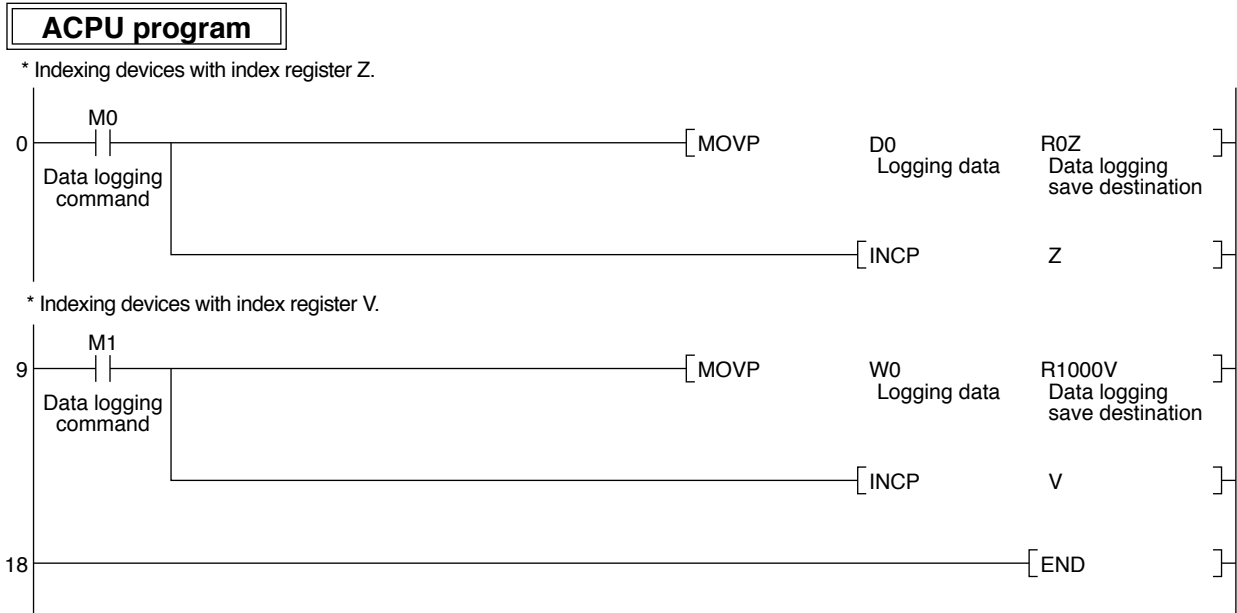 ACPU program
* Indexing devices with index register Z.
M0
0
MOVP D0 R0Z
Data logging command
Logging data
Data logging save destination
INCP Z
* Indexing devices with index register V.
M1
9
MOVP W0 R1000V
Data logging command
Logging data
Data logging save destination
INCP V
18
END